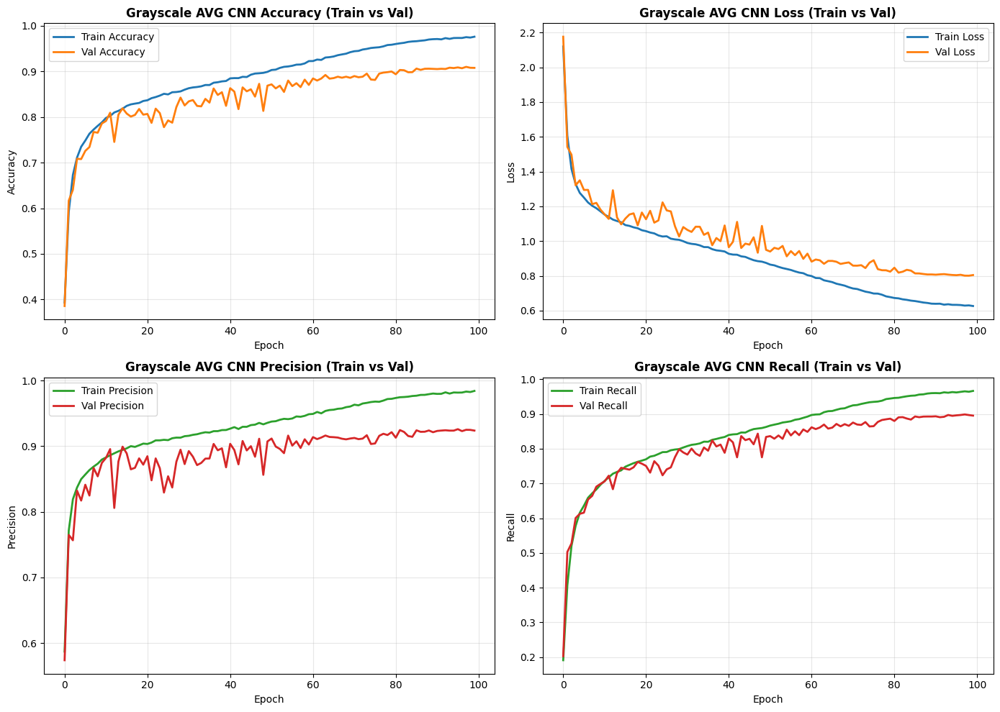 Grayscale AVG CNN Accuracy (Train vs Val)
Train Accuracy
Val Accuracy
1.0
0.9
0.8
0.7
0.6
0.5
0.4
Accuracy
0 20 40 60 80 100
Epoch
Grayscale AVG CNN Loss (Train vs Val)
Train Loss
Val Loss
2.2
2.0
1.8
1.6
1.4
1.2
1.0
0.8
0.6
Loss
0 20 40 60 80 100
Epoch
Grayscale AVG CNN Precision (Train vs Val)
Train Precision
Val Precision
1.0
0.9
0.8
0.7
0.6
Precision
0 20 40 60 80 100
Epoch
Grayscale AVG CNN Recall (Train vs Val)
Train Recall
Val Recall
1.0
0.9
0.8
0.7
0.6
0.5
0.4
0.3
0.2
Recall
0 20 40 60 80 100
Epoch